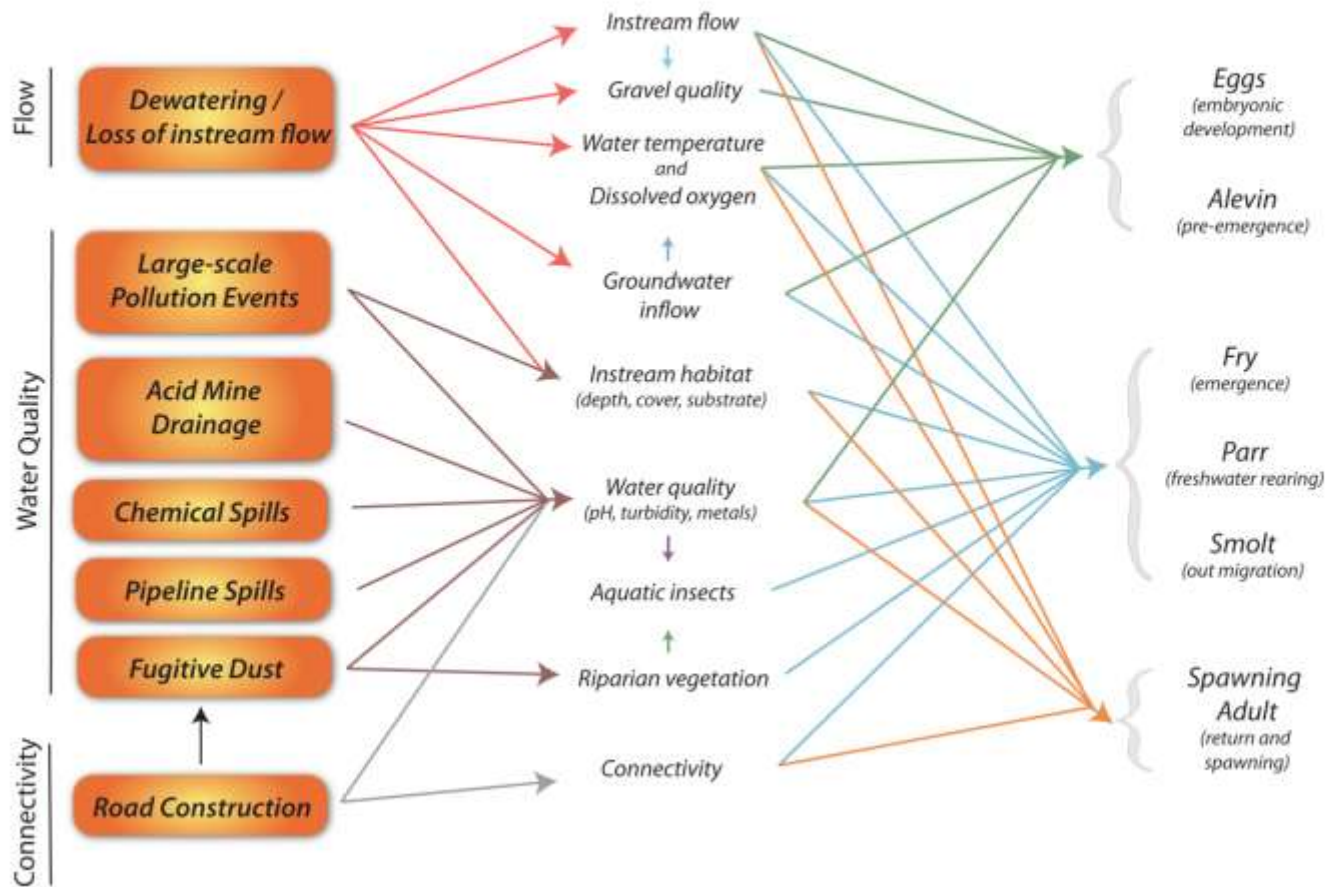 Flow
Dewatering /
Loss of instream flow
Water Quality
Large-scale
Pollution Events
Acid Mine
Drainage
Chemical Spills
Pipeline Spills
Fugitive Dust
Connectivity
Road Construction
Instream flow
Gravel quality
Water temperature
and
Dissolved oxygen
Groundwater
inflow
Instream habitat
(depth, cover, substrate)
Water quality
(pH, turbidity, metals)
Aquatic insects
Riparian vegetation
Connectivity
Eggs
(embryonic
development)
Alevin
(pre-emergence)
Fry
(emergence)
Parr
(freshwater rearing)
Smolt
(out migration)
Spawning
Adult
(return and
spawning)